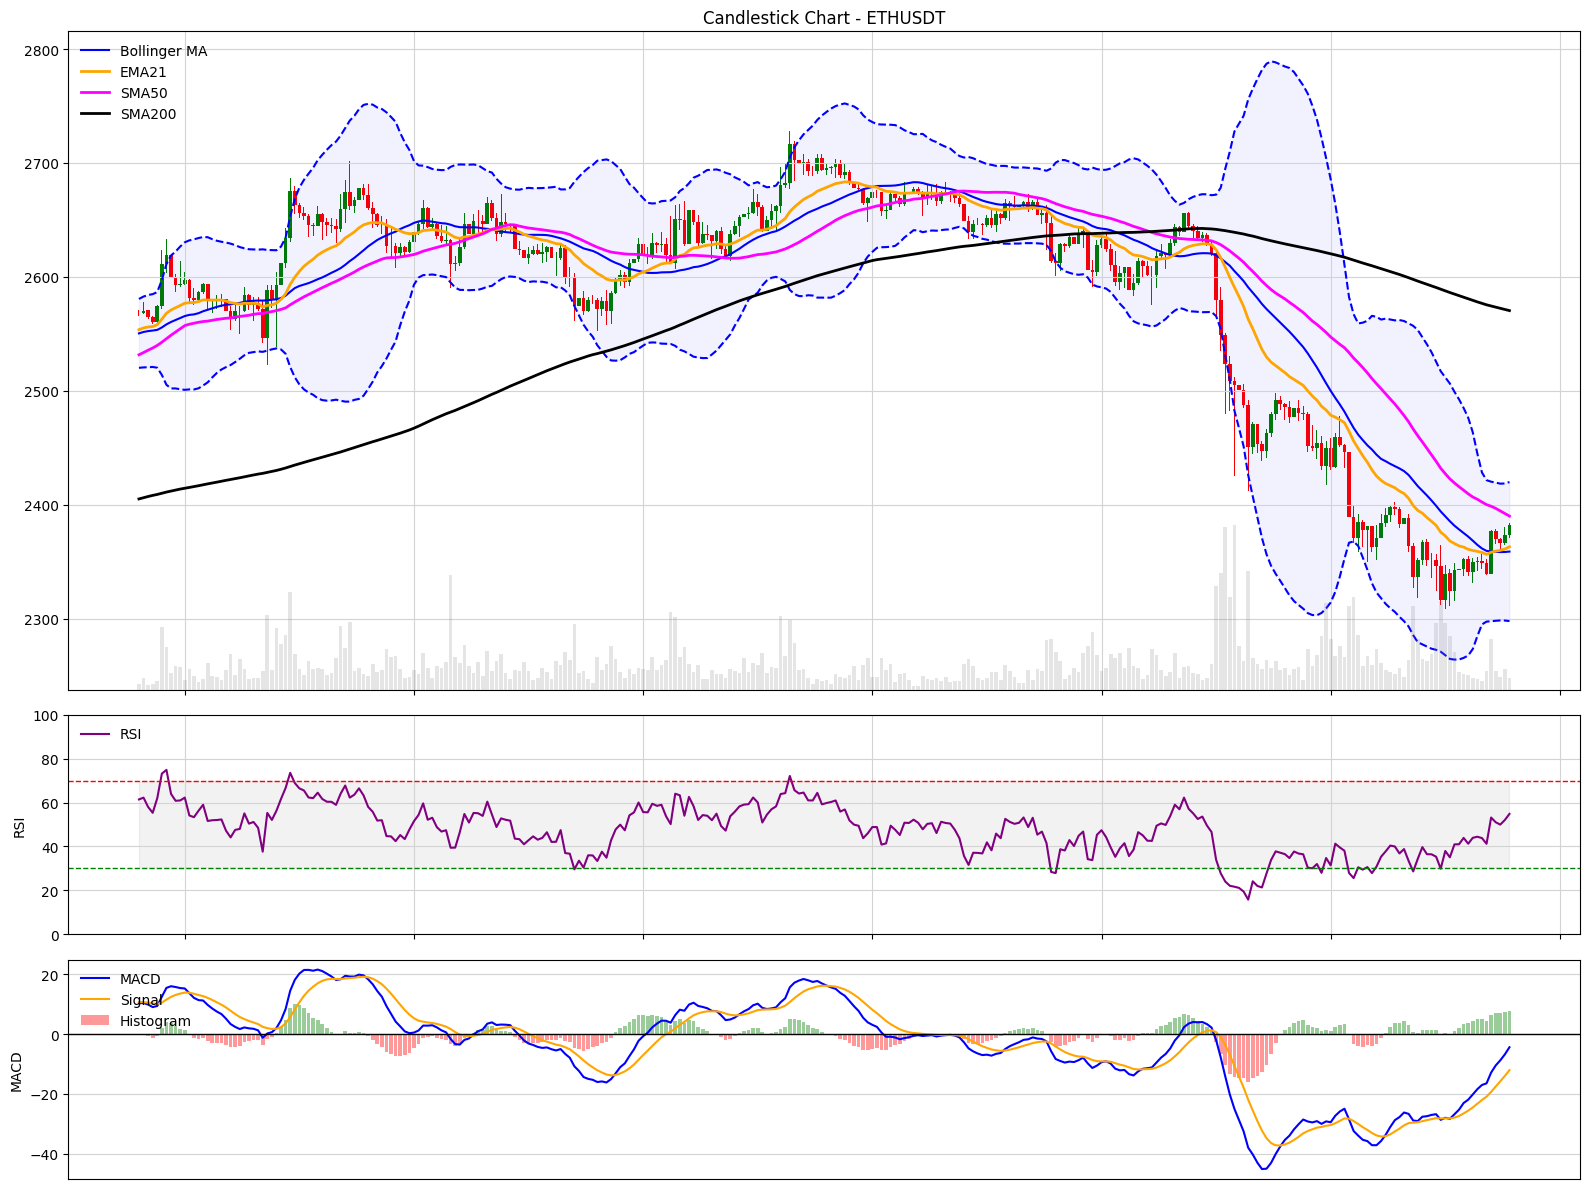 Candlestick Chart - ETHUSDT
2800
2700
2600
2500
2400
2300
Bollinger MA
EMA21
SMA50
SMA200
100
80
60
40
20
0
RSI
RSI
20
0
−20
−40
MACD
MACD
Signal
Histogram